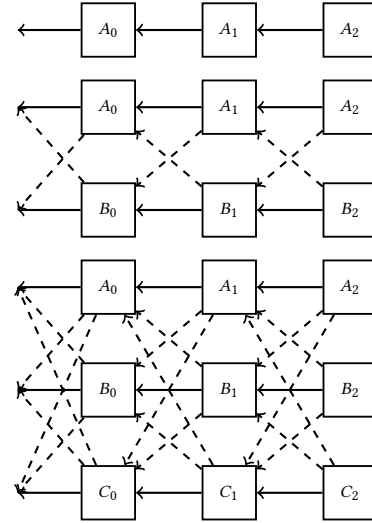 A₀ A₁ A₂
A₀ A₁ A₂
B₀ B₁ B₂
A₀ A₁ A₂
B₀ B₁ B₂
C₀ C₁ C₂